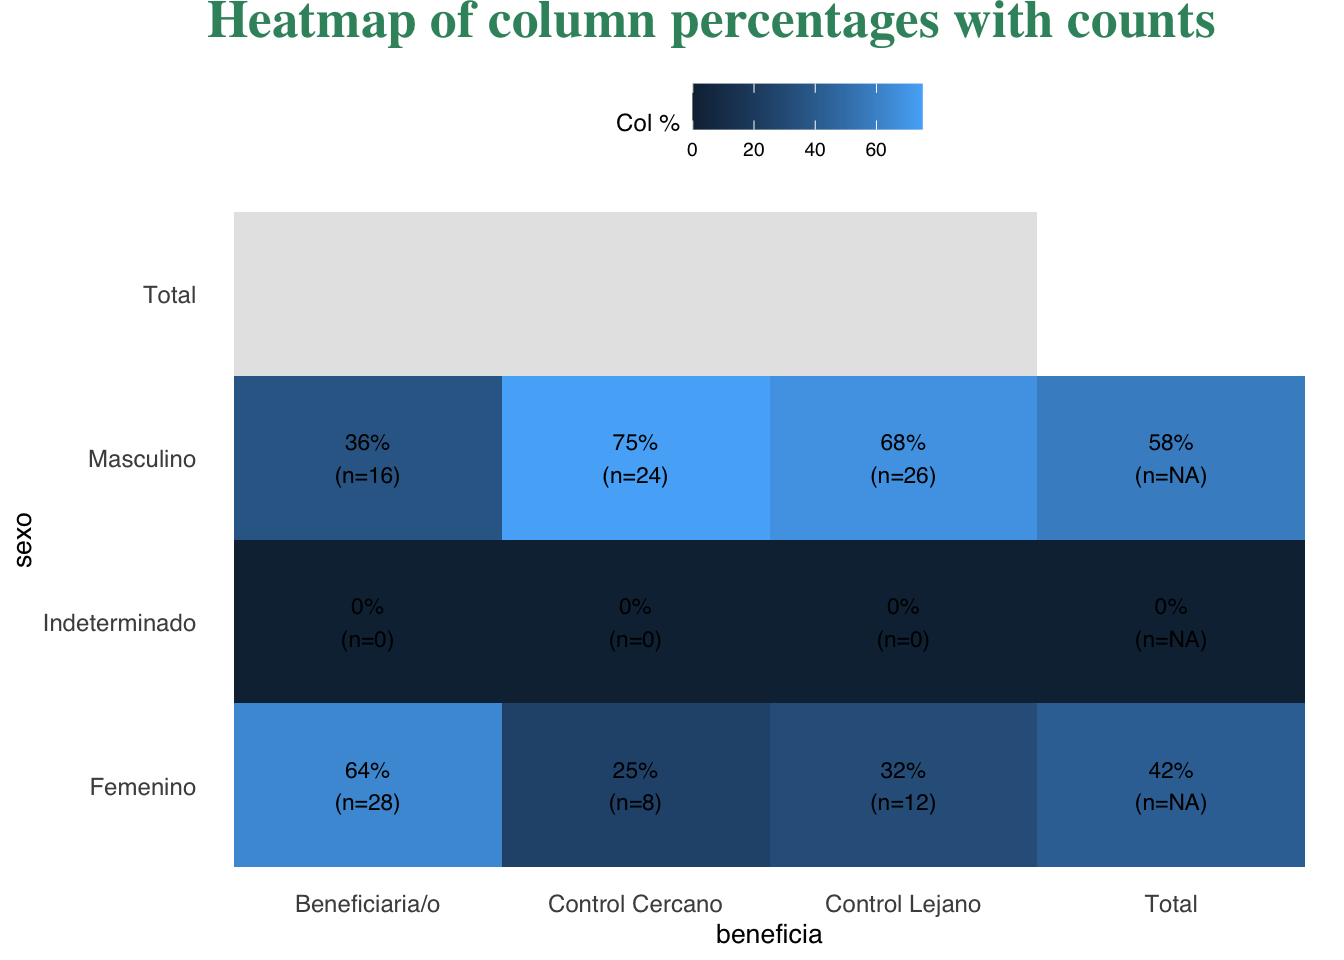 Heatmap of column percentages with counts
Col %
0 20 40 60
Total
Masculino
36% 75% 68% 58%
(n=16) (n=24) (n=26) (n=NA)
sexo
Indeterminado
0% 0% 0% 0%
(n=0) (n=0) (n=0) (n=NA)
Femenino
64% 25% 32% 42%
(n=28) (n=8) (n=12) (n=NA)
Beneficiaria/o Control Cercano Control Lejano Total
beneficia